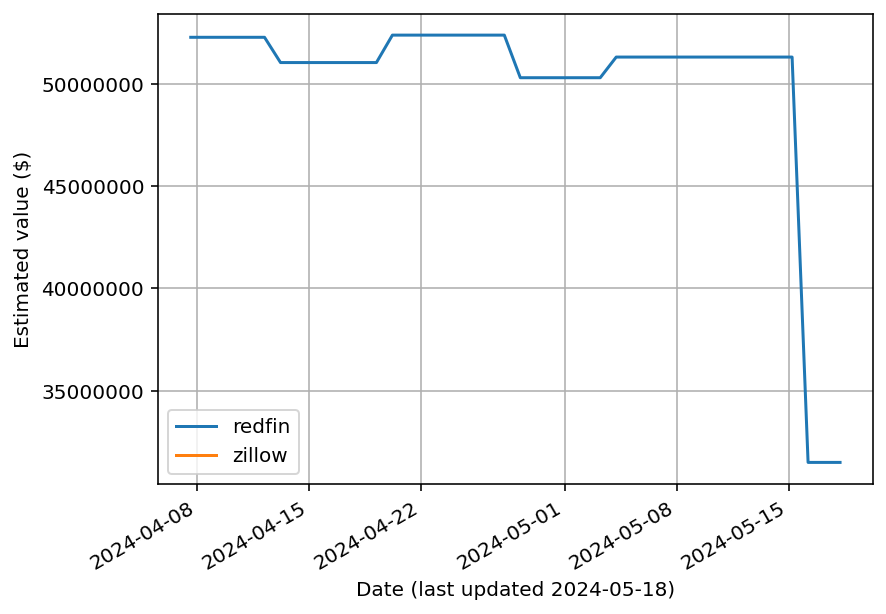 Estimated value ($)
50000000
45000000
40000000
35000000
redfin
zillow
2024-04-08
2024-04-15
2024-04-22
2024-05-01
2024-05-08
2024-05-15
Date (last updated 2024-05-18)